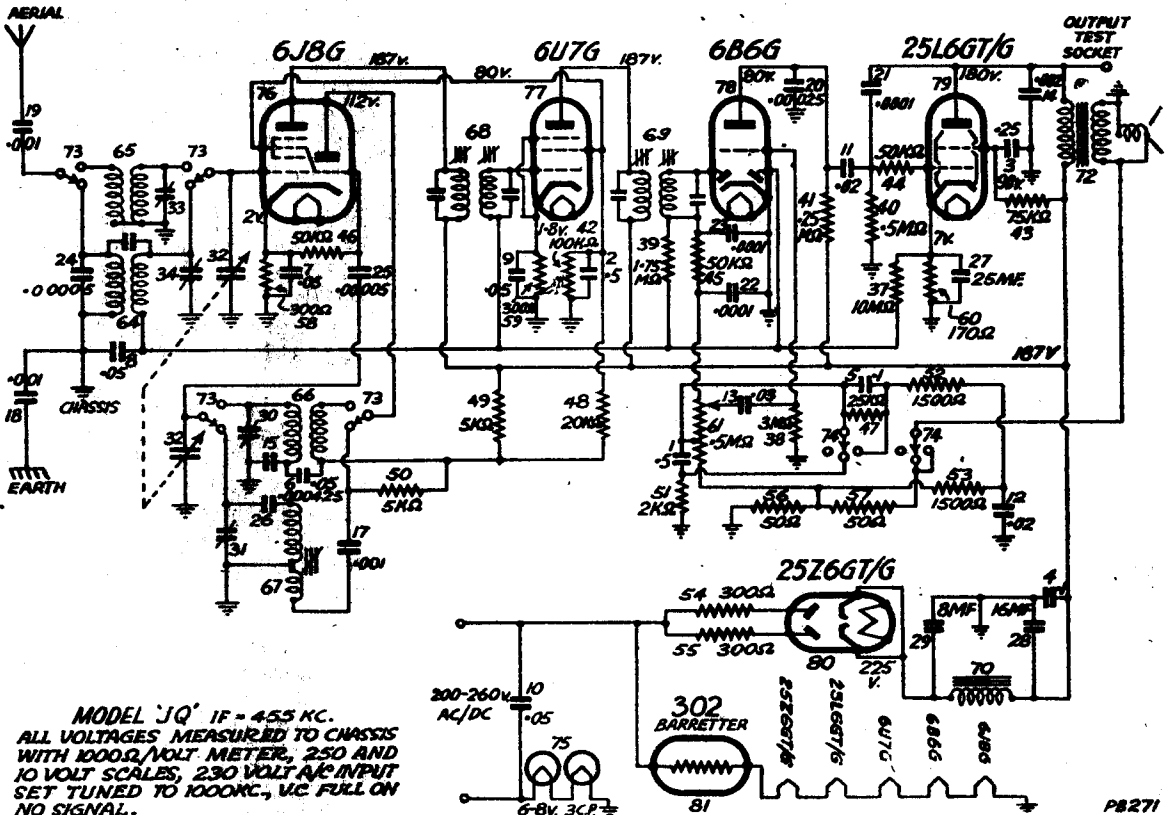 AERIAL
6J8G
6U7G
6B6G
25L6GT/G
OUTPUT
TEST
SOCKET
187v.
80v.
187v.
80v.
180v.
112v.
76
77
78
79
19
.001
73
65
73
33
68
69
20
.00025
21
.0001
14
.25
3
90v.
72
11
.02
50KΩ
44
41
.25
MΩ
40
.5MΩ
75KΩ
43
2v.
50KΩ
46
1.8v.
42
100KΩ
7v.
24
.0005
64
34
32
7
.05
300Ω
58
25
.00005
9
.05
300Ω
59
2
.5
39
1.75
MΩ
23
.0001
50KΩ
45
22
.0001
37
10MΩ
27
25MF
60
170Ω
8
.05
.001
18
CHASSIS
EARTH
187V
32
73
66
73
30
15
.05
.000425
26
31
67
17
.001
50
5KΩ
49
5KΩ
48
20KΩ
1
.5
51
2KΩ
61
.5MΩ
13
.05
3MΩ
38
5
.1
25KΩ
47
52
1500Ω
74
74
53
1500Ω
56
50Ω
57
50Ω
12
.02
25Z6GT/G
54
300Ω
55
300Ω
80
225
V.
8MF
29
16MF
28
4
70
200-260v.
AC/DC
10
.05
75
6-8v. 3C.P.
302
BARRETTER
81
25Z6GT/G
25L6GT/G
6U7G
6B6G
6J8G
MODEL 'JQ' IF = 455 KC.
ALL VOLTAGES MEASURED TO CHASSIS
WITH 1000Ω/VOLT METER, 250 AND
10 VOLT SCALES, 230 VOLT A/C INPUT
SET TUNED TO 1000KC., V.C FULL ON
NO SIGNAL.
PB271